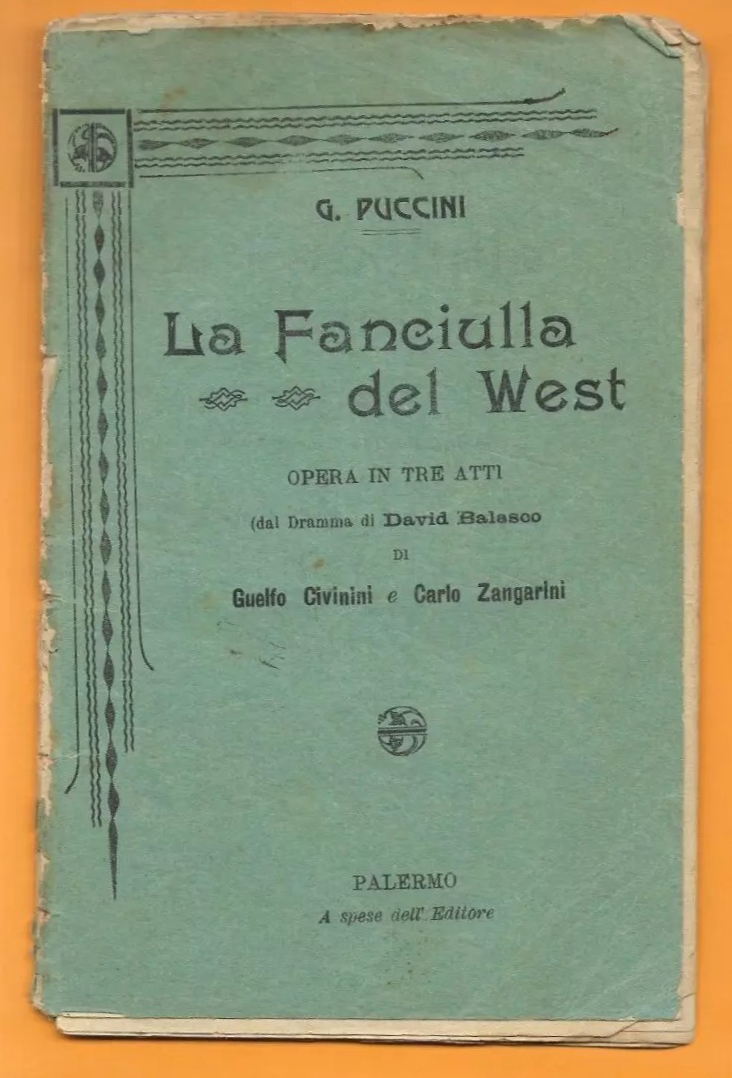 G. PUCCINI
La Fanciulla
del West
OPERA IN TRE ATTI
(dal Dramma di David Balasco
DI
Guelfo Civinini e Carlo Zangarini
PALERMO
A spese dell' Editore